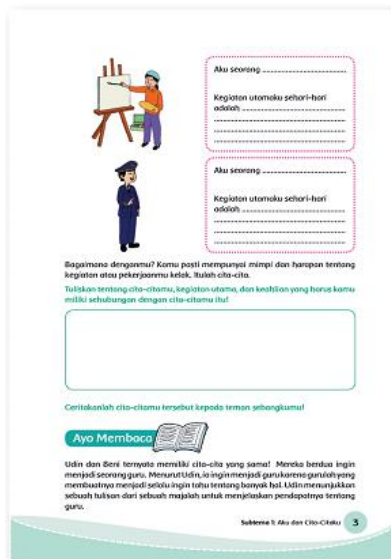 Aku seorang
Kegiatan utamaku sehari-hari
adalah
Aku seorang
Kegiatan utamaku sehari-hari
adalah
Bagaimana denganmu? Kamu pasti mempunyai mimpi dan harapan tentang
kegiatan atau pekerjaanmu kelak. Itulah cita-cita.
Tuliskan tentang cita-citamu, kegiatan utama, dan keahlian yang harus kamu
miliki sehubungan dengan cita-citamu itu!
Ceritakanlah cita-citamu tersebut kepada teman sebangkumu!
Ayo Membaca
Udin dan Beni ternyata memiliki cita-cita yang sama! Mereka berdua ingin
menjadi seorang guru. Menurut Udin, ia ingin menjadi guru karena gurulah yang
membuatnya menjadi selalu ingin tahu tentang banyak hal. Udin menunjukkan
sebuah tulisan dari sebuah majalah untuk menjelaskan pendapatnya tentang
guru.
Subtema 1: Aku dan Cita-Citaku 3